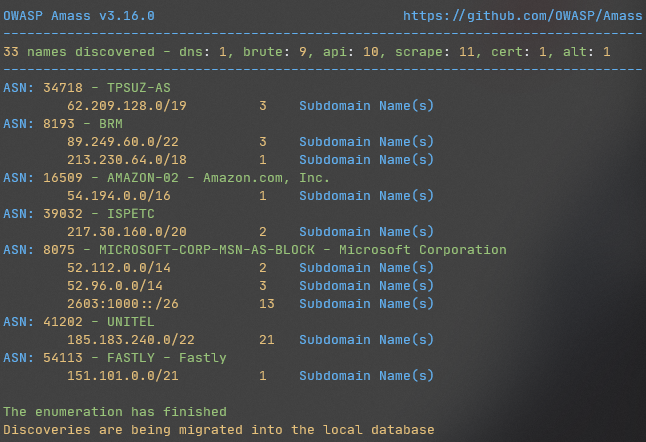 OWASP Amass v3.16.0 https://github.com/OWASP/Amass
--------------------------------------------------------------------------------
33 names discovered - dns: 1, brute: 9, api: 10, scrape: 11, cert: 1, alt: 1
--------------------------------------------------------------------------------
ASN: 34718 - TPSUZ-AS
62.209.128.0/19 3 Subdomain Name(s)
ASN: 8193 - BRM
89.249.60.0/22 3 Subdomain Name(s)
213.230.64.0/18 1 Subdomain Name(s)
ASN: 16509 - AMAZON-02 - Amazon.com, Inc.
54.194.0.0/16 1 Subdomain Name(s)
ASN: 39032 - ISPETC
217.30.160.0/20 2 Subdomain Name(s)
ASN: 8075 - MICROSOFT-CORP-MSN-AS-BLOCK - Microsoft Corporation
52.112.0.0/14 2 Subdomain Name(s)
52.96.0.0/14 3 Subdomain Name(s)
2603:1000::/26 13 Subdomain Name(s)
ASN: 41202 - UNITEL
185.183.240.0/22 21 Subdomain Name(s)
ASN: 54113 - FASTLY - Fastly
151.101.0.0/21 1 Subdomain Name(s)
The enumeration has finished
Discoveries are being migrated into the local database